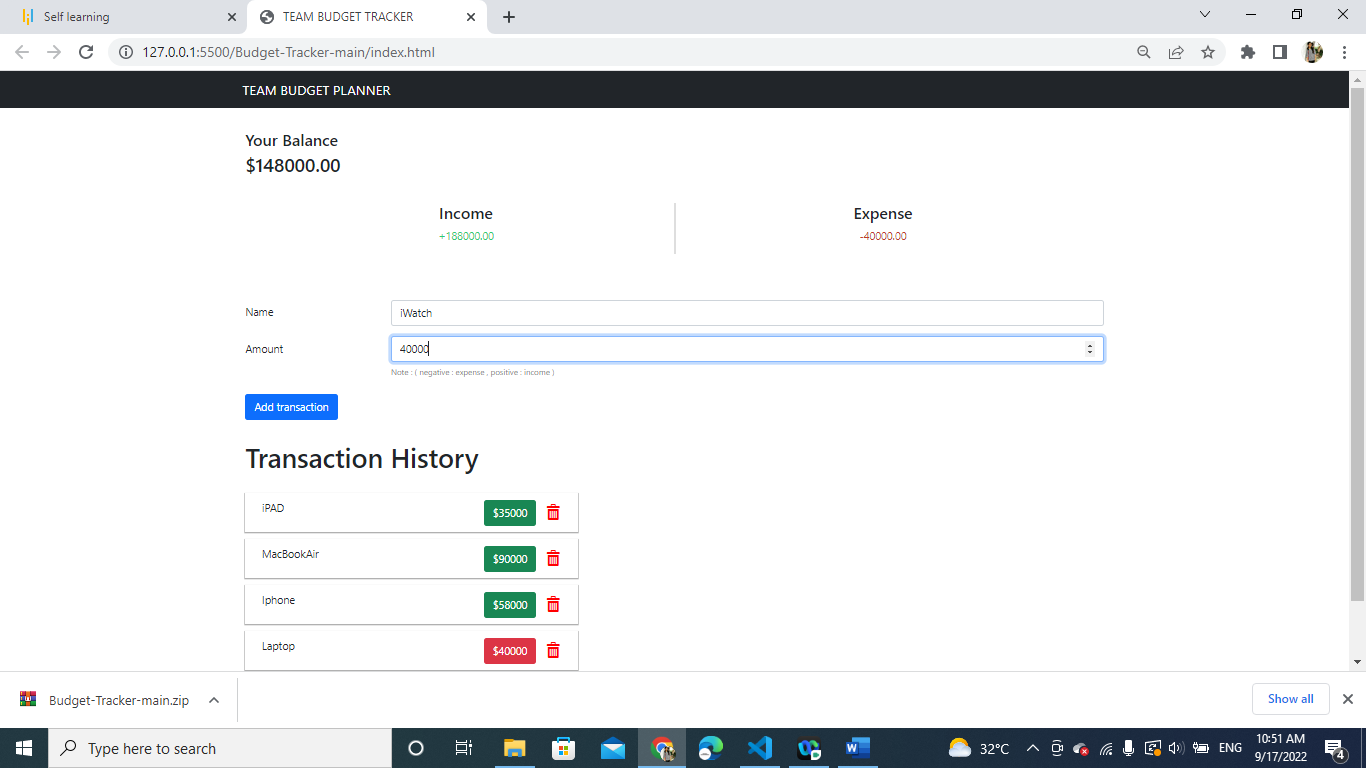 Self learning
TEAM BUDGET TRACKER
127.0.0.1:5500/Budget-Tracker-main/index.html
TEAM BUDGET PLANNER
Your Balance
$148000.00
Income
Expense
+188000.00
-40000.00
Name
iWatch
Amount
40000
Note : ( negative : expense , positive : income )
Add transaction
Transaction History
iPAD
$35000
MacBookAir
$90000
Iphone
$58000
Laptop
$40000
Budget-Tracker-main.zip
Show all
Type here to search
32°C
ENG
10:51 AM
9/17/2022
4